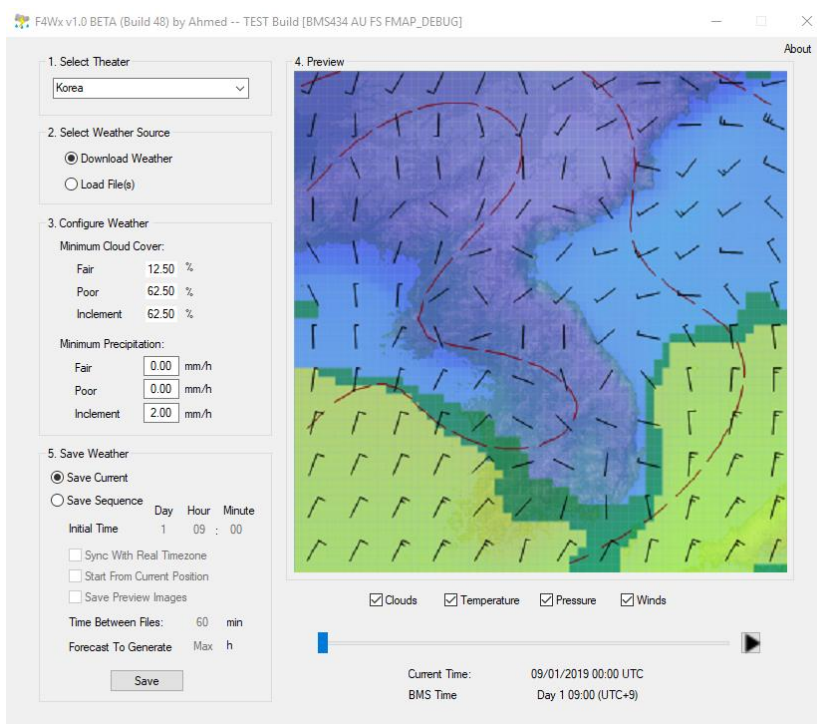 F4Wx v1.0 BETA (Build 48) by Ahmed -- TEST Build [BMS434 AU FS FMAP_DEBUG]
About
1. Select Theater
Korea
2. Select Weather Source
Download Weather
Load File(s)
3. Configure Weather
Minimum Cloud Cover:
Fair 12.50 %
Poor 62.50 %
Inclement 62.50 %
Minimum Precipitation:
Fair 0.00 mm/h
Poor 0.00 mm/h
Inclement 2.00 mm/h
5. Save Weather
Save Current
Save Sequence
Day Hour Minute
Initial Time 1 09 : 00
Sync With Real Timezone
Start From Current Position
Save Preview Images
Time Between Files: 60 min
Forecast To Generate Max h
Save
4. Preview
Clouds Temperature Pressure Winds
Current Time: 09/01/2019 00:00 UTC
BMS Time Day 1 09:00 (UTC+9)